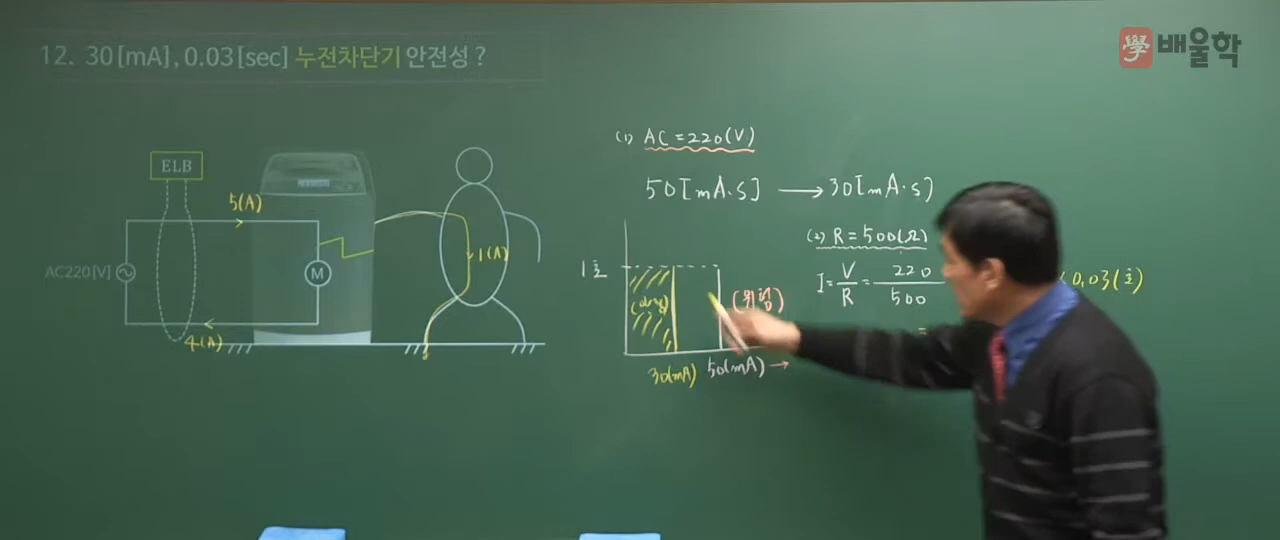 12. 30[mA], 0.03[sec] 누전차단기 안전성 ?
學 배울학
ELB
5(A)
AC220[V]
M
1(A)
4(A)
(1) AC=220(V)
50[mA·s] → 30[mA·s]
(2) R=500(Ω)
I = V/R = 220/500
=
0.03(초)
1초
(안전)
(위험)
30(mA)
50(mA) →